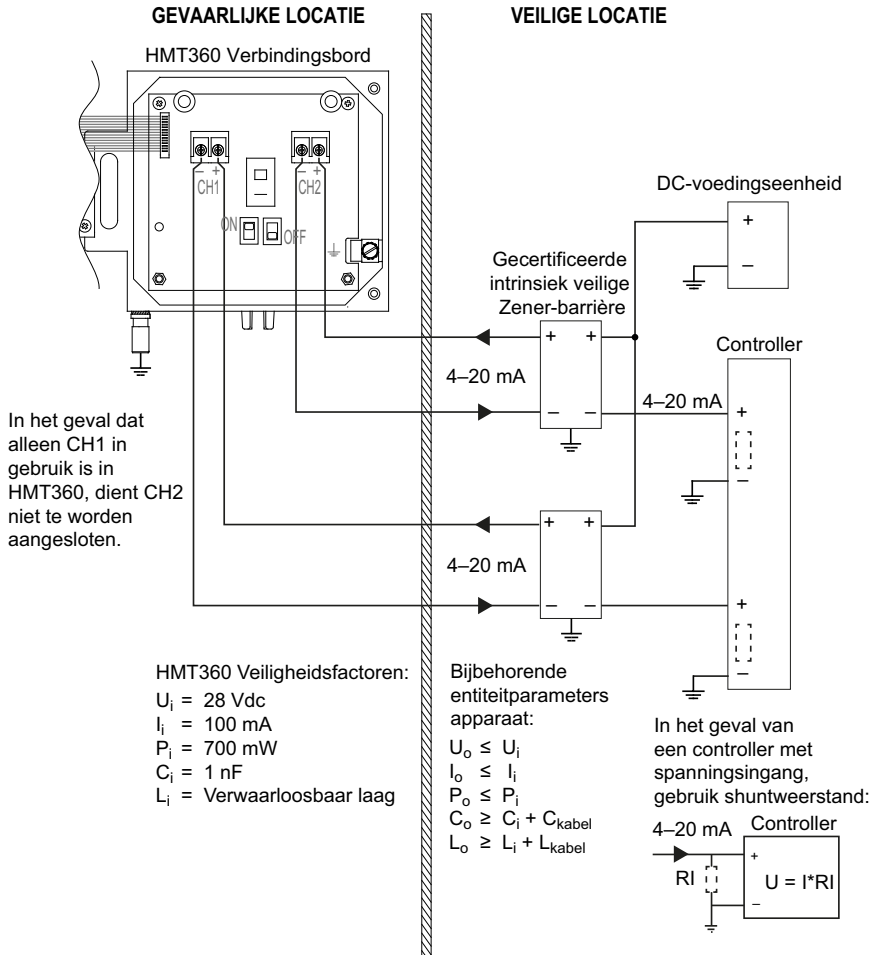 GEVAARLIJKE LOCATIE
VEILIGE LOCATIE
HMT360 Verbindingsbord
– +
CH1
– +
CH2
ON
OFF
DC-voedingseenheid
+
–
Gecertificeerde
intrinsiek veilige
Zener-barrière
+ +
– –
4–20 mA
4–20 mA
Controller
+
–
+
–
+ +
– –
4–20 mA
In het geval dat
alleen CH1 in
gebruik is in
HMT360, dient CH2
niet te worden
aangesloten.
HMT360 Veiligheidsfactoren:
Ui = 28 Vdc
Ii = 100 mA
Pi = 700 mW
Ci = 1 nF
Li = Verwaarloosbaar laag
Bijbehorende
entiteitparameters
apparaat:
Uo ≤ Ui
Io ≤ Ii
Po ≤ Pi
Co ≥ Ci + Ckabel
Lo ≥ Li + Lkabel
In het geval van
een controller met
spanningsingang,
gebruik shuntweerstand:
4–20 mA
Controller
RI
+
–
U = I*RI